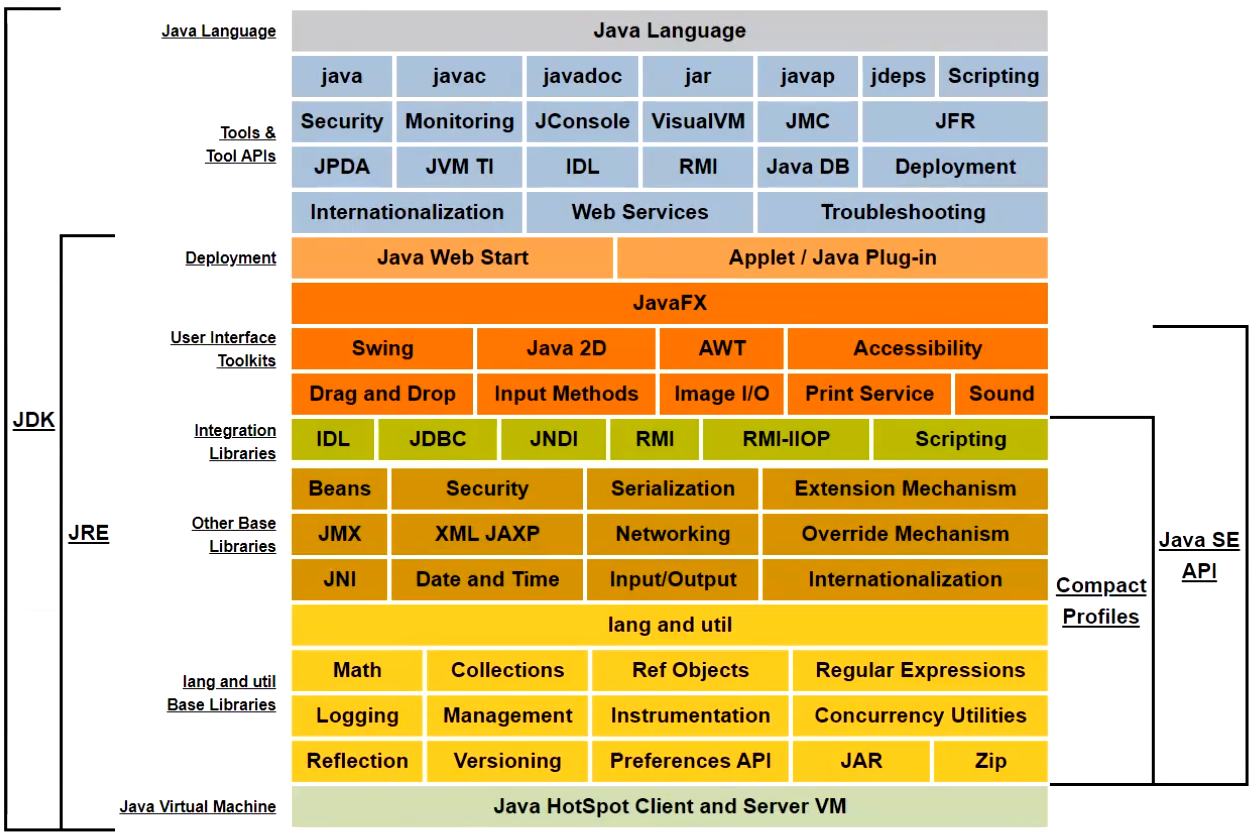 Java Language
Java Language
java
javac
javadoc
jar
javap
jdeps
Scripting
Tools &
Tool APIs
Security
Monitoring
JConsole
VisualVM
JMC
JFR
JPDA
JVM TI
IDL
RMI
Java DB
Deployment
Internationalization
Web Services
Troubleshooting
Deployment
Java Web Start
Applet / Java Plug-in
JavaFX
User Interface
Toolkits
Swing
Java 2D
AWT
Accessibility
Drag and Drop
Input Methods
Image I/O
Print Service
Sound
JDK
Integration
Libraries
IDL
JDBC
JNDI
RMI
RMI-IIOP
Scripting
JRE
Other Base
Libraries
Beans
Security
Serialization
Extension Mechanism
JMX
XML JAXP
Networking
Override Mechanism
JNI
Date and Time
Input/Output
Internationalization
Java SE
API
Compact
Profiles
lang and util
lang and util
Base Libraries
Math
Collections
Ref Objects
Regular Expressions
Logging
Management
Instrumentation
Concurrency Utilities
Reflection
Versioning
Preferences API
JAR
Zip
Java Virtual Machine
Java HotSpot Client and Server VM